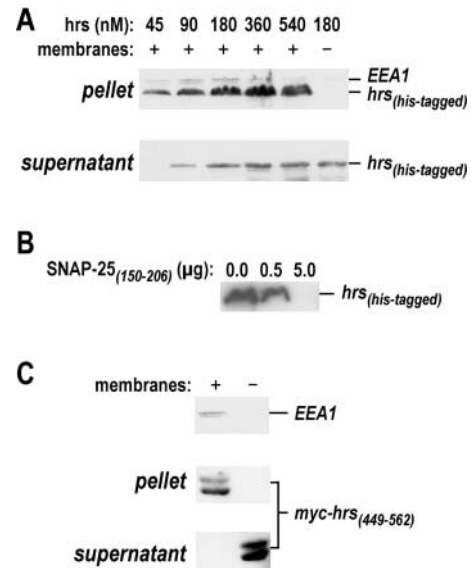 A
hrs (nM): 45 90 180 360 540 180
membranes: + + + + + −
EEA1
pellet hrs(his-tagged)
supernatant hrs(his-tagged)
B
SNAP-25(150-206) (µg): 0.0 0.5 5.0
hrs(his-tagged)
C
membranes: + −
EEA1
pellet
myc-hrs(449-562)
supernatant